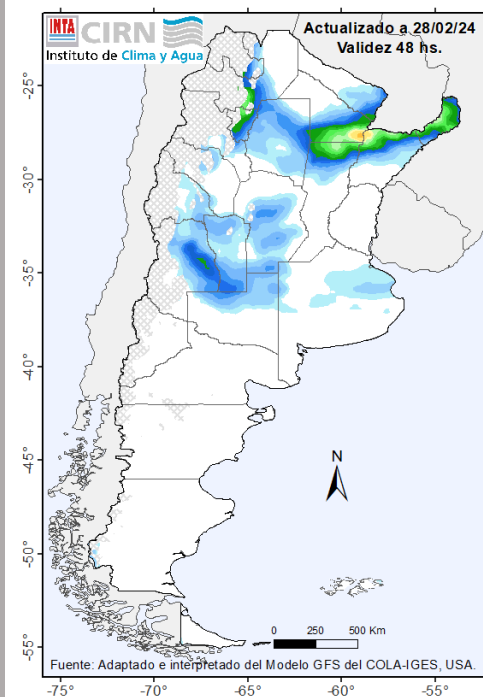 INTA CIRN
Instituto de Clima y Agua
Actualizado a 28/02/24
Validez 48 hs.
-25°
-30°
-35°
-40°
-45°
-50°
-55°
N
0 250 500 Km
Fuente: Adaptado e interpretado del Modelo GFS del COLA-IGES, USA.
-75° -70° -65° -60° -55°